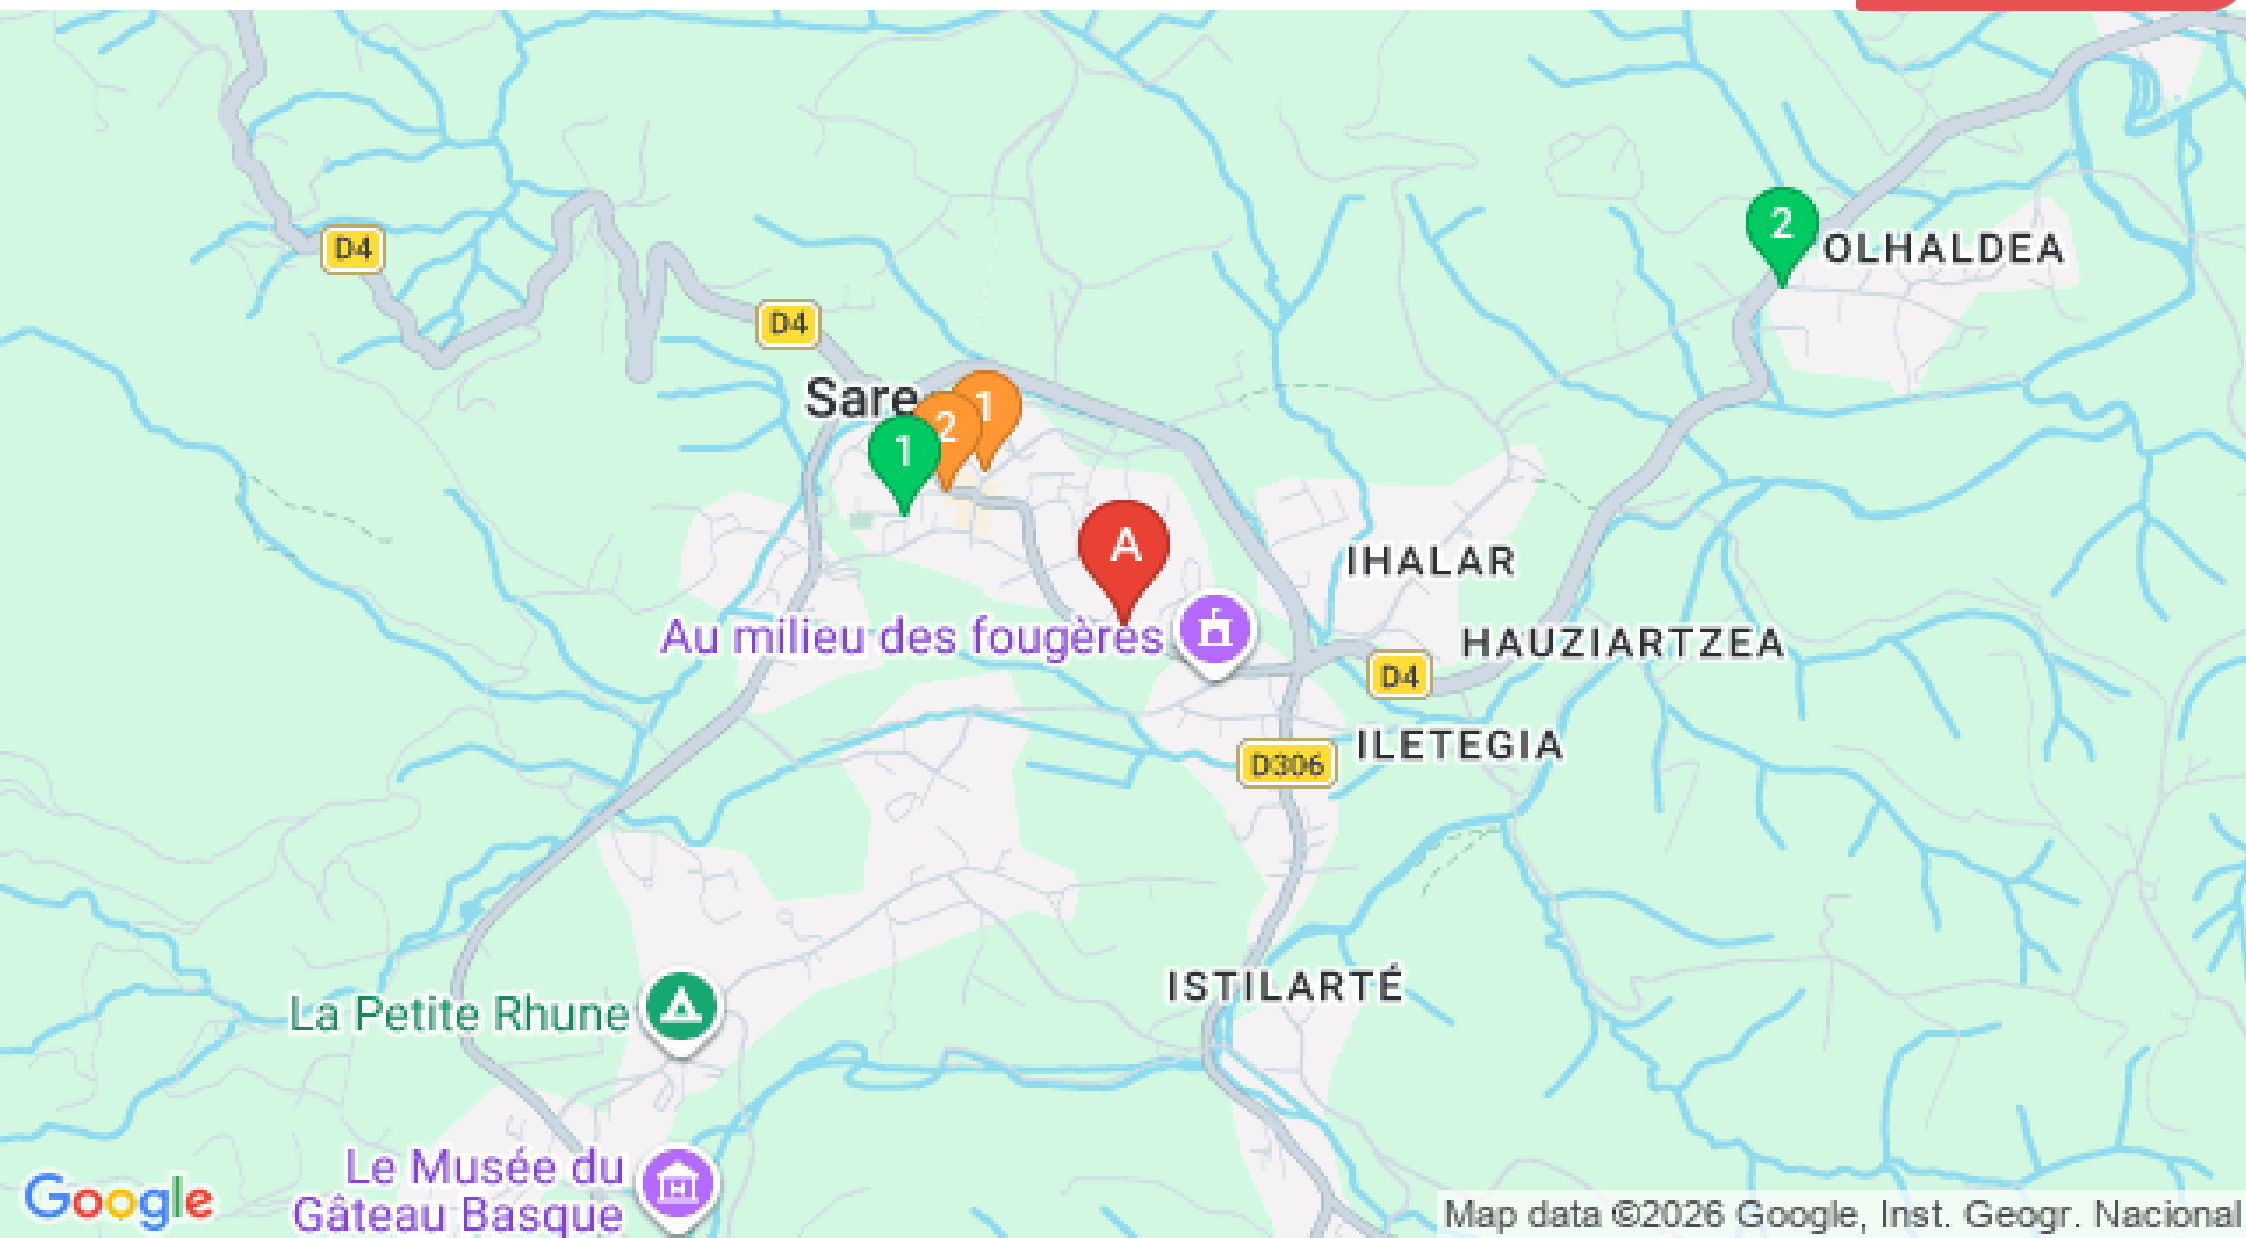 2
OLHALDEA
D4
D4
Sare
1
2
1
A
IHALAR
Au milieu des fougères
HAUZIARTZEA
D4
ILETEGIA
D306
ISTILARTÉ
La Petite Rhune
Le Musée du
Gâteau Basque
Google
Map data ©2026 Google, Inst. Geogr. Nacional